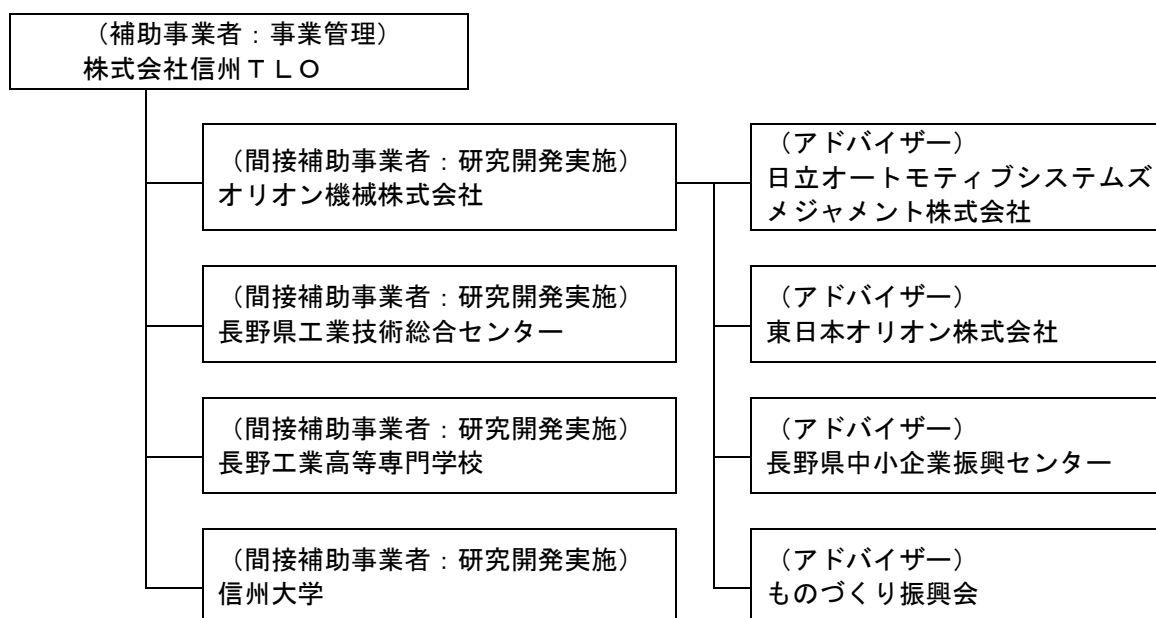 （補助事業者：事業管理）
株式会社信州ＴＬＯ
（間接補助事業者：研究開発実施）
オリオン機械株式会社
（アドバイザー）
日立オートモティブシステムズ
メジャメント株式会社
（間接補助事業者：研究開発実施）
長野県工業技術総合センター
（アドバイザー）
東日本オリオン株式会社
（間接補助事業者：研究開発実施）
長野工業高等専門学校
（アドバイザー）
長野県中小企業振興センター
（間接補助事業者：研究開発実施）
信州大学
（アドバイザー）
ものづくり振興会